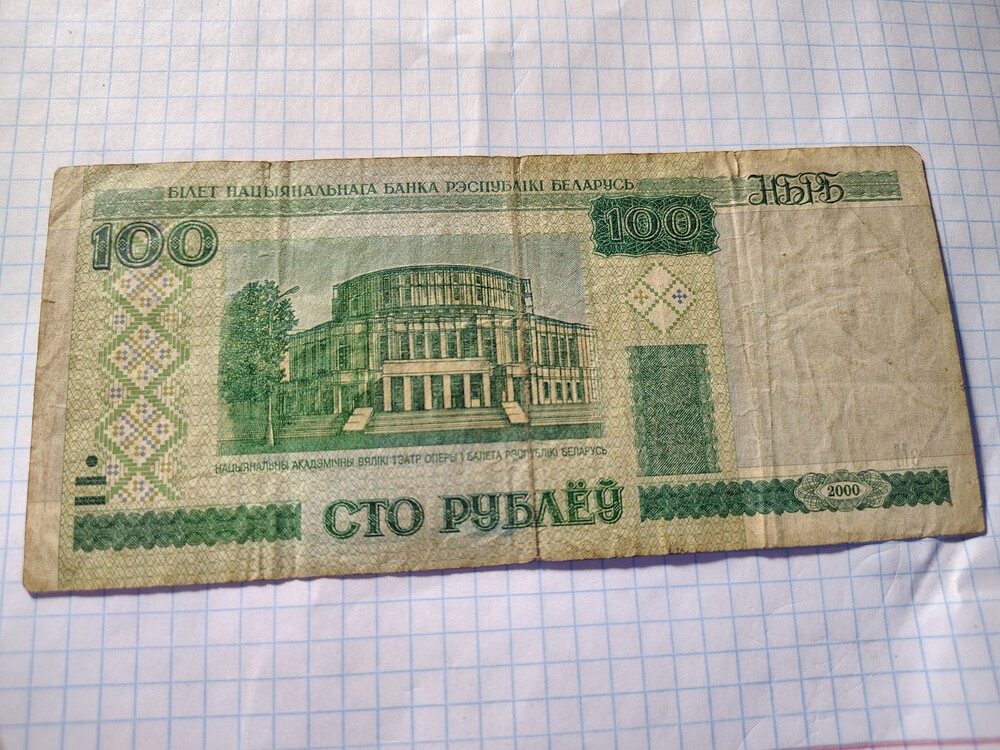 БІЛЕТ НАЦЫЯНАЛЬНАГА БАНКА РЭСПУБЛІКІ БЕЛАРУСЬ
НБРБ
100
100
НАЦЫЯНАЛЬНЫ АКАДЭМІЧНЫ ВЯЛІКІ ТЭАТР ОПЕРЫ І БАЛЕТА РЭСПУБЛІКІ БЕЛАРУСЬ
СТО РУБЛЁЎ
2000